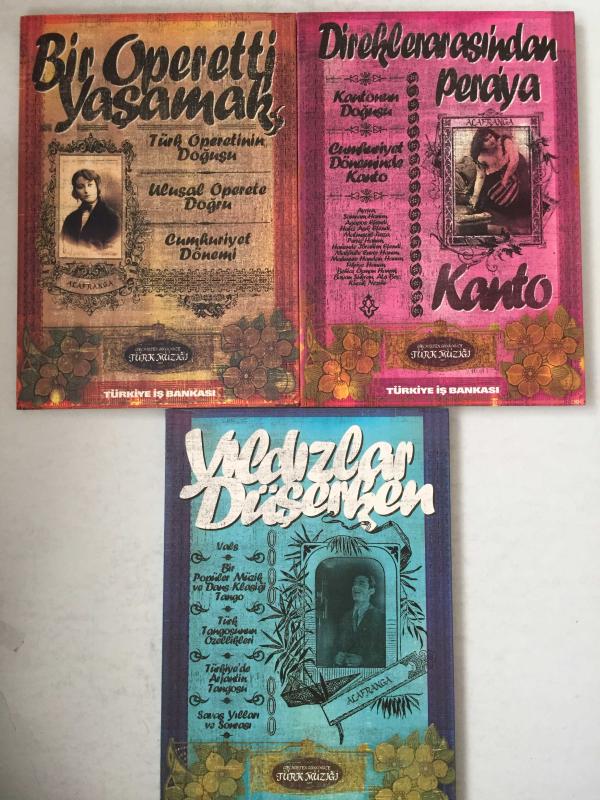 Bir Operetti
Yaşamak
Türk Operetinin
Doğuşu
Ulusal Operete
Doğru
Cumhuriyet
Dönemi
ALAFRANGA
TÜRK MÜZİĞİ
TÜRKİYE İŞ BANKASI
Direklerarasından
Pera'ya
Kantonun
Doğuşu
Cumhuriyet
Döneminde
Kanto
ALAFRANGA
Kanto
TÜRK MÜZİĞİ
TÜRKİYE İŞ BANKASI
Yıldızlar
Düşerken
Vals
Bir
Popüler Müzik
ve Dans Klasiği
Tango
Türk
Tangosunun
Özellikleri
Türkiye'de
Arjantin
Tangosu
Savaş Yılları
ve Sonrası
ALAFRANGA
TÜRK MÜZİĞİ